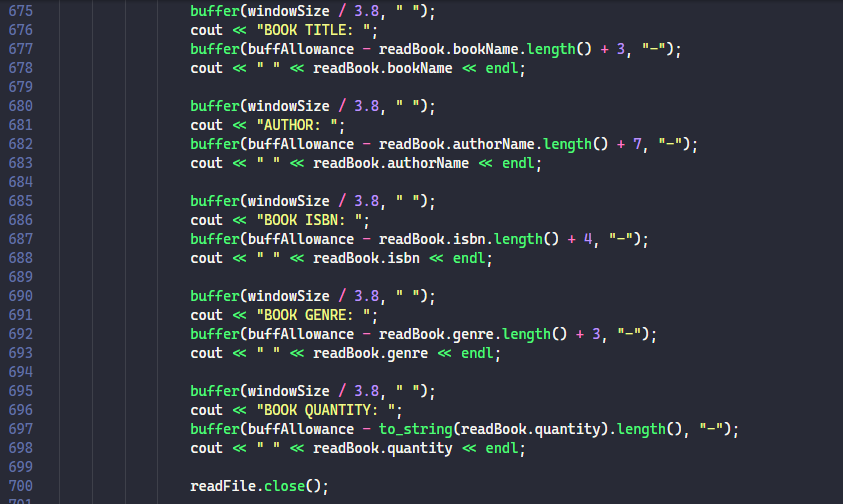 675 buffer(windowSize / 3.8, " ");
676 cout << "BOOK TITLE: ";
677 buffer(buffAllowance - readBook.bookName.length() + 3, "-");
678 cout << " " << readBook.bookName << endl;
679
680 buffer(windowSize / 3.8, " ");
681 cout << "AUTHOR: ";
682 buffer(buffAllowance - readBook.authorName.length() + 7, "-");
683 cout << " " << readBook.authorName << endl;
684
685 buffer(windowSize / 3.8, " ");
686 cout << "BOOK ISBN: ";
687 buffer(buffAllowance - readBook.isbn.length() + 4, "-");
688 cout << " " << readBook.isbn << endl;
689
690 buffer(windowSize / 3.8, " ");
691 cout << "BOOK GENRE: ";
692 buffer(buffAllowance - readBook.genre.length() + 3, "-");
693 cout << " " << readBook.genre << endl;
694
695 buffer(windowSize / 3.8, " ");
696 cout << "BOOK QUANTITY: ";
697 buffer(buffAllowance - to_string(readBook.quantity).length(), "-");
698 cout << " " << readBook.quantity << endl;
699
700 readFile.close();
701